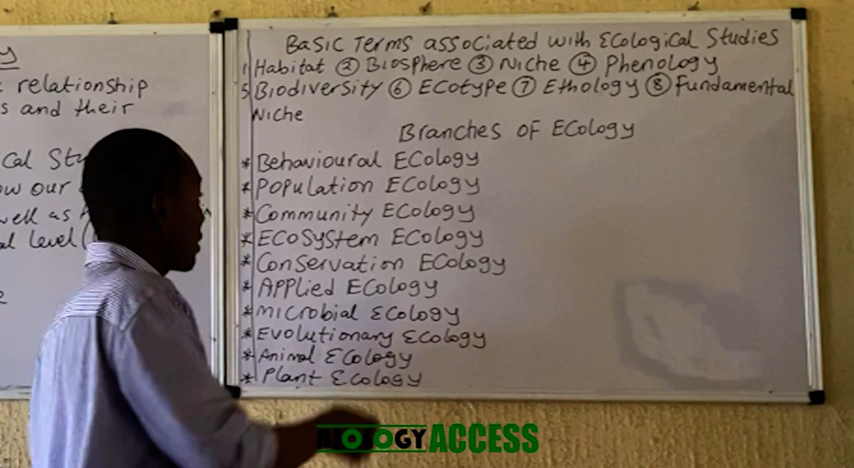 y
relationship
s and their
cal Stu
ow our
well as
al level (
Basic Terms associated with Ecological Studies
1 Habitat ② Biosphere ③ Niche ④ Phenology
5 Biodiversity ⑥ Ecotype ⑦ Ethology ⑧ Fundamental
Niche
Branches of Ecology
* Behavioural Ecology
* Population Ecology
* Community Ecology
* Ecosystem Ecology
* Conservation Ecology
* Applied Ecology
* Microbial Ecology
* Evolutionary Ecology
* Animal Ecology
* Plant Ecology
BIOLOGY ACCESS